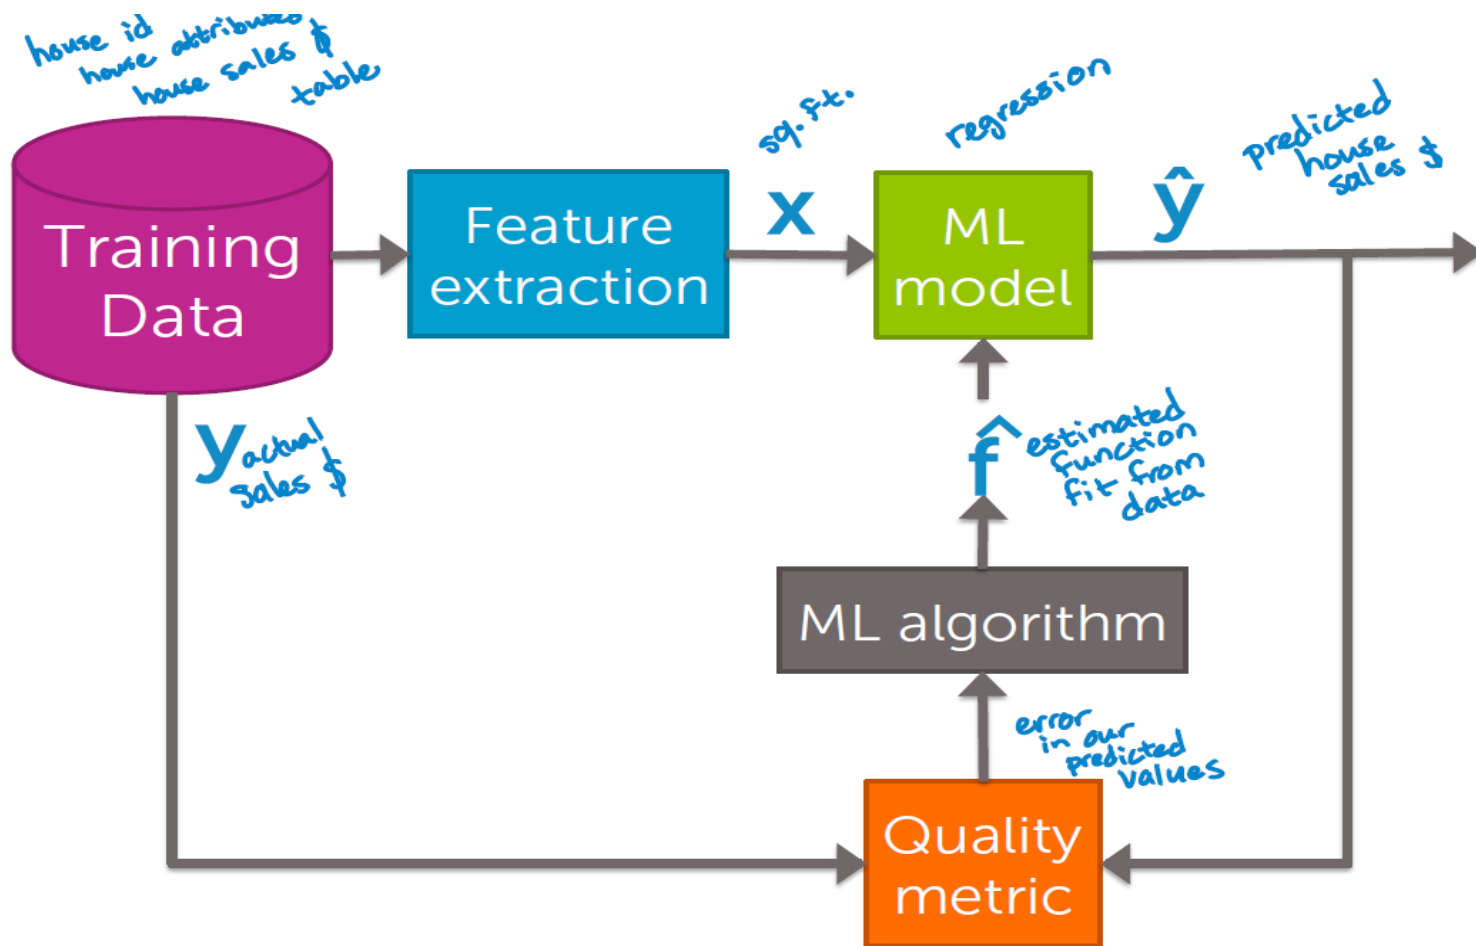 house id
house attributes
house sales $
table
Training
Data
Feature
extraction
sq. ft.
x
regression
ML
model
ŷ
predicted
house
sales $
y
actual
sales $
f̂
estimated
function
fit from
data
ML algorithm
error
in our
predicted
values
Quality
metric